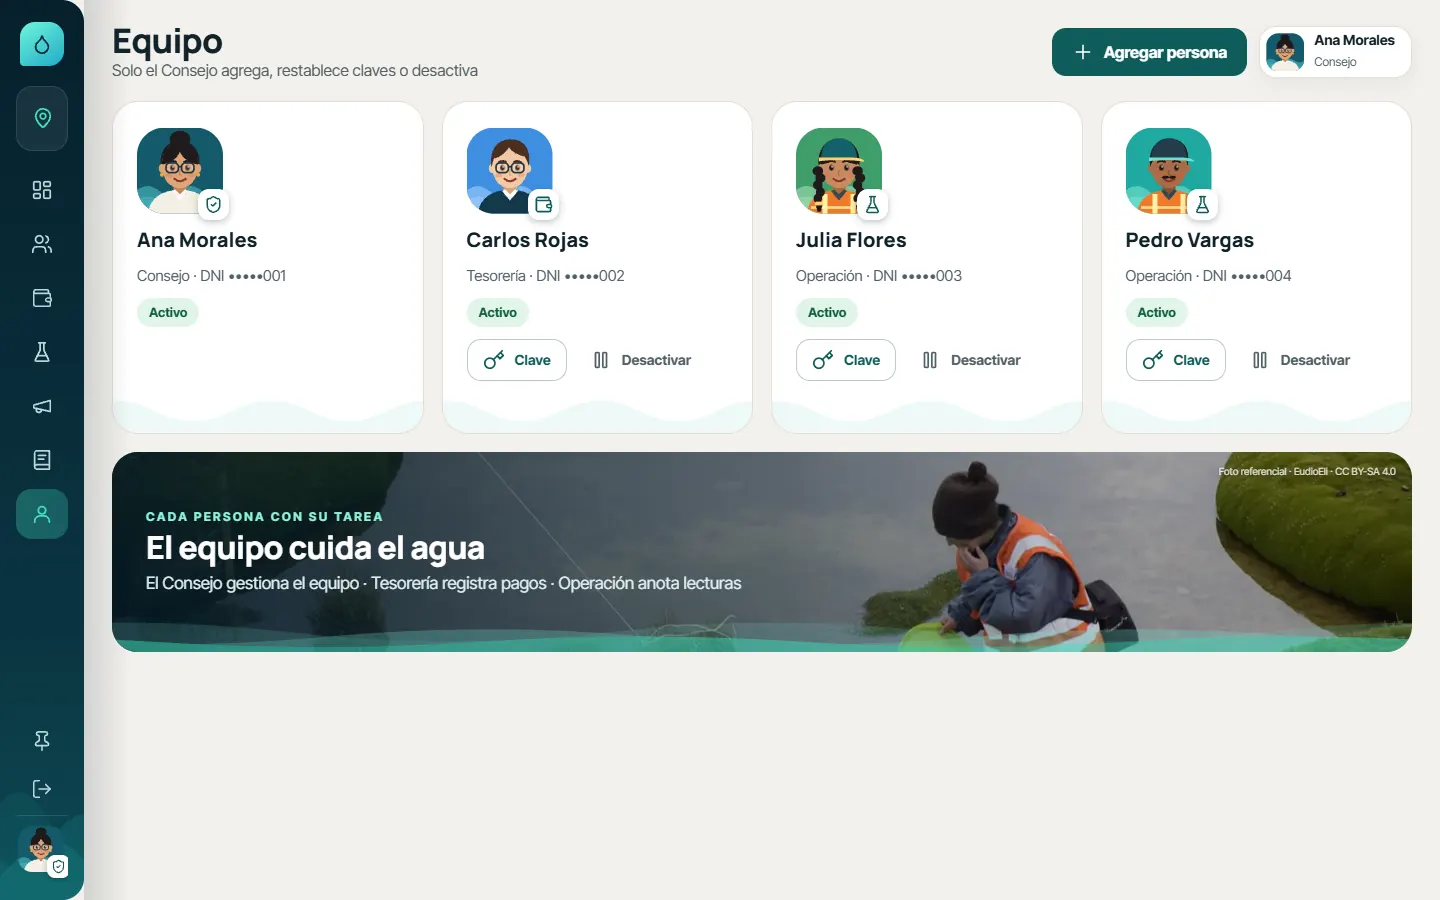 Equipo
Solo el Consejo agrega, restablece claves o desactiva
Agregar persona
Ana Morales
Consejo
Ana Morales
Consejo · DNI •••••001
Activo
Carlos Rojas
Tesorería · DNI •••••002
Activo
Clave
Desactivar
Julia Flores
Operación · DNI •••••003
Activo
Clave
Desactivar
Pedro Vargas
Operación · DNI •••••004
Activo
Clave
Desactivar
Foto referencial · EudioEli · CC BY-SA 4.0
CADA PERSONA CON SU TAREA
El equipo cuida el agua
El Consejo gestiona el equipo · Tesorería registra pagos · Operación anota lecturas